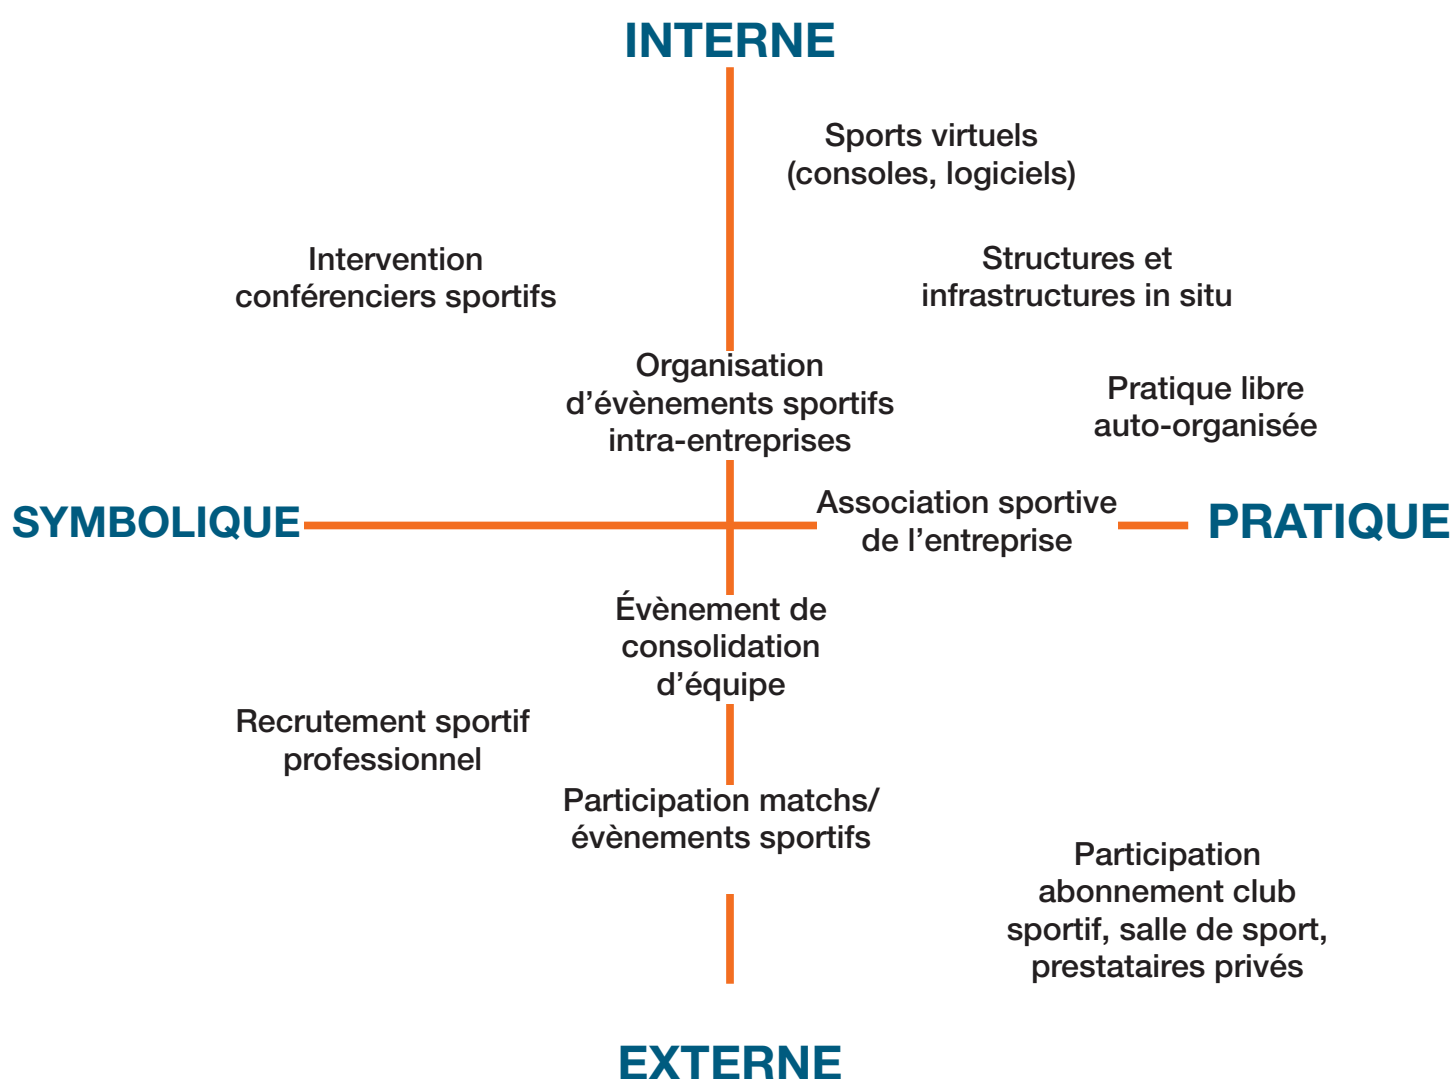 INTERNE
Sports virtuels
(consoles, logiciels)
Intervention
conférenciers sportifs
Structures et
infrastructures in situ
Organisation
d’évènements sportifs
intra-entreprises
Pratique libre
auto-organisée
SYMBOLIQUE
Association sportive
de l’entreprise
PRATIQUE
Évènement de
consolidation
d’équipe
Recrutement sportif
professionnel
Participation matchs/
évènements sportifs
Participation
abonnement club
sportif, salle de sport,
prestataires privés
EXTERNE